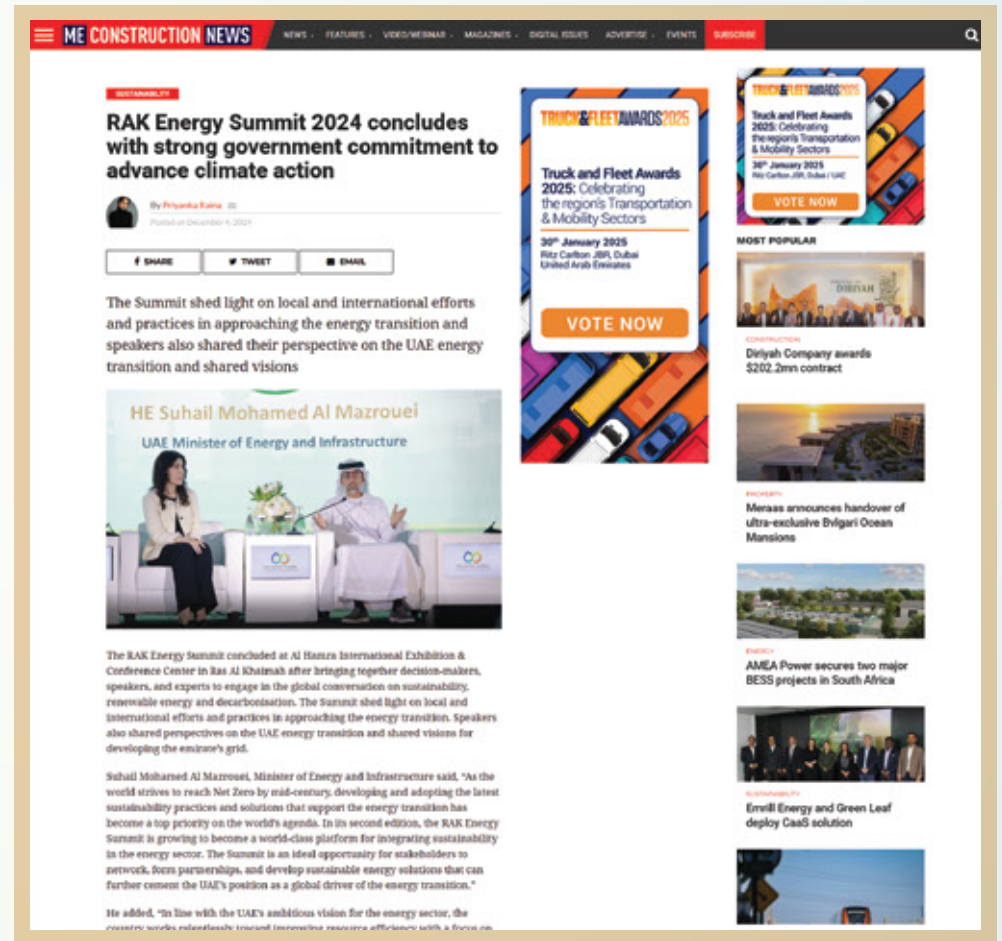 ME CONSTRUCTION NEWS
NEWS
FEATURES
VIDEO/WEBINAR
MAGAZINES
DIGITAL ISSUES
ADVERTISE
EVENTS
SUBSCRIBE
SUSTAINABILITY
RAK Energy Summit 2024 concludes
with strong government commitment to
advance climate action
By Priyanka Raina
Posted on December 4, 2024
SHARE
TWEET
EMAIL
The Summit shed light on local and international efforts
and practices in approaching the energy transition and
speakers also shared their perspective on the UAE energy
transition and shared visions
HE Suhail Mohamed Al Mazrouei
UAE Minister of Energy and Infrastructure
The RAK Energy Summit concluded at Al Hamra International Exhibition &
Conference Center in Ras Al Khaimah after bringing together decision-makers,
speakers, and experts to engage in the global conversation on sustainability,
renewable energy and decarbonisation. The Summit shed light on local and
international efforts and practices in approaching the energy transition. Speakers
also shared perspectives on the UAE energy transition and shared visions for
developing the emirate's grid.
Suhail Mohamed Al Mazrouei, Minister of Energy and Infrastructure said, "As the
world strives to reach Net Zero by mid-century, developing and adopting the latest
sustainability practices and solutions that support the energy transition has
become a top priority on the world's agenda. In its second edition, the RAK Energy
Summit is growing to become a world-class platform for integrating sustainability
in the energy sector. The Summit is an ideal opportunity for stakeholders to
network, form partnerships, and develop sustainable energy solutions that can
further cement the UAE's position as a global driver of the energy transition."
He added, "In line with the UAE's ambitious vision for the energy sector, the
country works relentlessly toward improving resource efficiency with a focus on
TRUCK&FLEETAWARDS2025
Truck and Fleet Awards
2025: Celebrating
the region's Transportation
& Mobility Sectors
30th January 2025
Ritz Carlton JBR, Dubai
United Arab Emirates
VOTE NOW
TRUCK&FLEETAWARDS2025
Truck and Fleet Awards
2025: Celebrating
the region's Transportation
& Mobility Sectors
30th January 2025
Ritz Carlton JBR, Dubai / UAE
VOTE NOW
MOST POPULAR
DIRIYAH
CONSTRUCTION
Diriyah Company awards
$202.2mn contract
PROPERTY
Meraas announces handover of
ultra-exclusive Bvlgari Ocean
Mansions
ENERGY
AMEA Power secures two major
BESS projects in South Africa
SUSTAINABILITY
Emrill Energy and Green Leaf
deploy CaaS solution